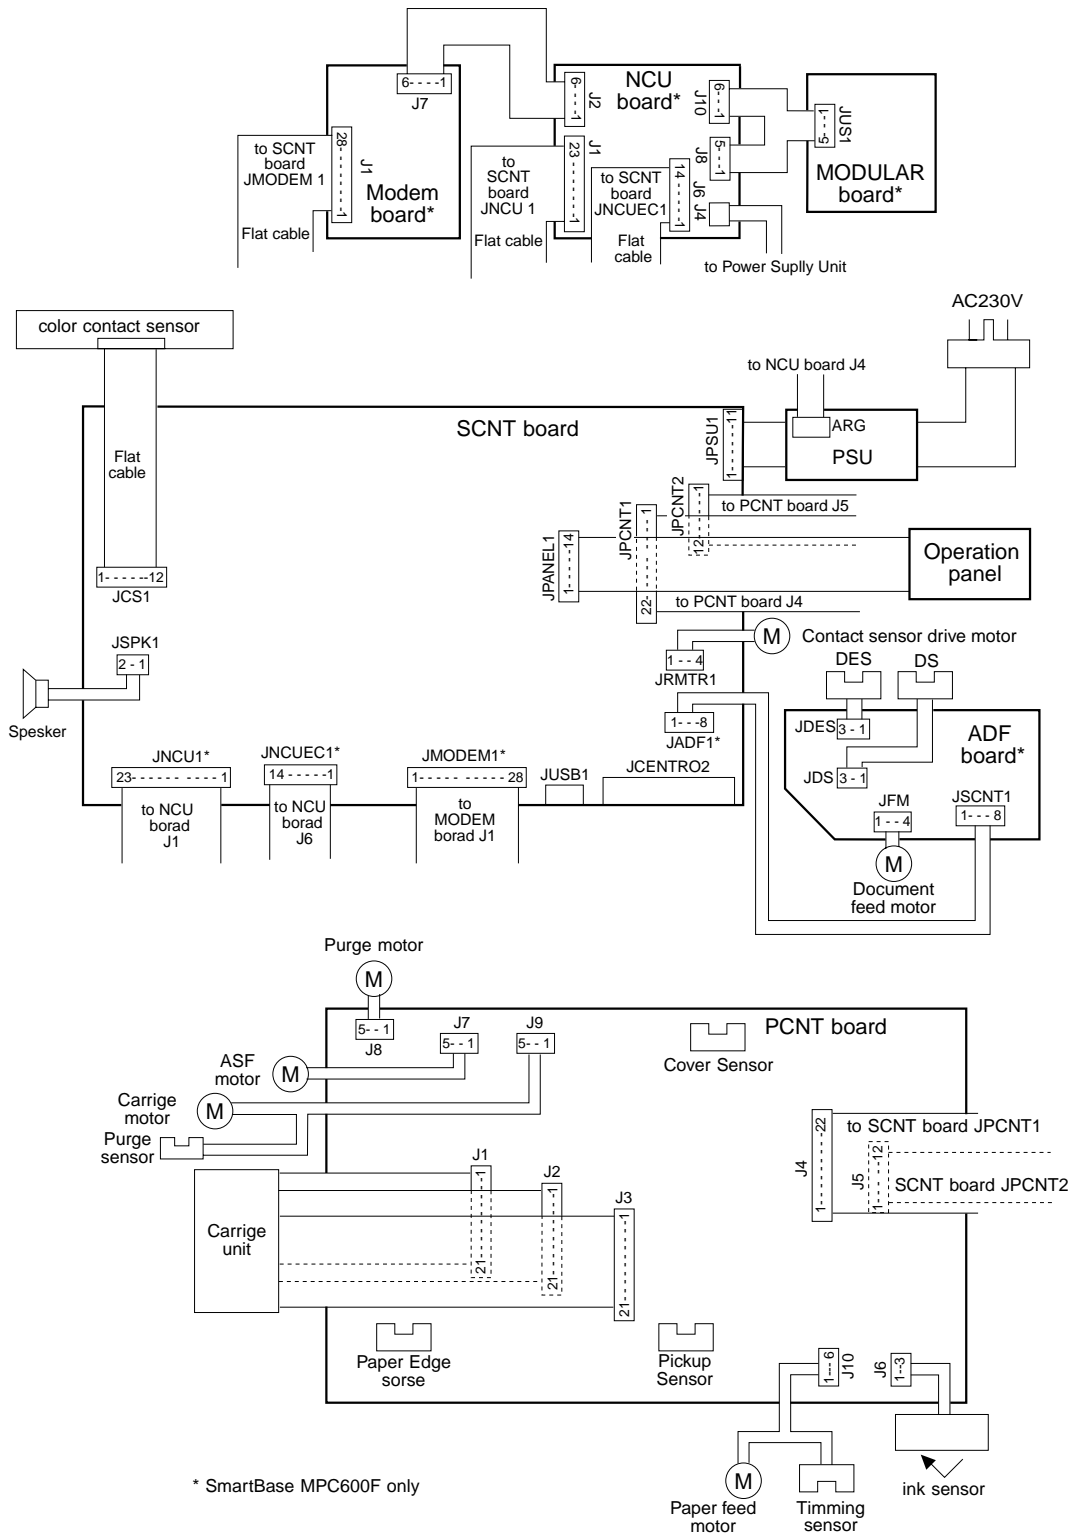 6- - - -1
J7
28- - - - - -1
J1
to SCNT
board
JMODEM 1
Flat cable
Modem
board*
NCU
board*
6- - -1
J2
23- - - - -1
J1
to
SCNT
board
JNCU 1
Flat cable
to SCNT
board
JNCUEC1
Flat
cable
14- - - -1
J6
J4
6- - -1
J10
5- - -1
J8
to Power Suplly Unit
5- - - -1
JUS1
MODULAR
board*
color contact sensor
Flat
cable
1- - - - - -12
JCS1
SCNT board
AC230V
to NCU board J4
ARG
PSU
1- - - - - -11
JPSU1
JPCNT2
12- - - - -1
to PCNT board J5
JPCNT1
22- - - - - -1
to PCNT board J4
JPANEL1
1- - - - -14
Operation
panel
JSPK1
2 - 1
Spesker
M
Contact sensor drive motor
1 - - 4
JRMTR1
1- - -8
JADF1*
DES
DS
JDES
3 - 1
JDS
3 - 1
ADF
board*
JFM
1 - - 4
JSCNT1
1- - - 8
M
Document
feed motor
JNCU1*
23- - - - - - - - - - 1
to NCU
borad
J1
JNCUEC1*
14 - - - - -1
to NCU
borad
J6
JMODEM1*
1- - - - - - - - - 28
to
MODEM
borad J1
JUSB1
JCENTRO2
Purge motor
M
5- - 1
J8
J7
5- - 1
J9
5- - 1
PCNT board
Cover Sensor
ASF
motor
M
Carrige
motor
M
Purge
sensor
Carrige
unit
J1
21- - - - - -1
J2
21- - - - - -1
J3
21- - - - - -1
J4
1- - - - - -22
to SCNT board JPCNT1
J5
1- - - -12
SCNT board JPCNT2
Paper Edge
sorse
Pickup
Sensor
1--- 6
J10
J6
1--3
M
Paper feed
motor
Timming
sensor
ink sensor
* SmartBase MPC600F only